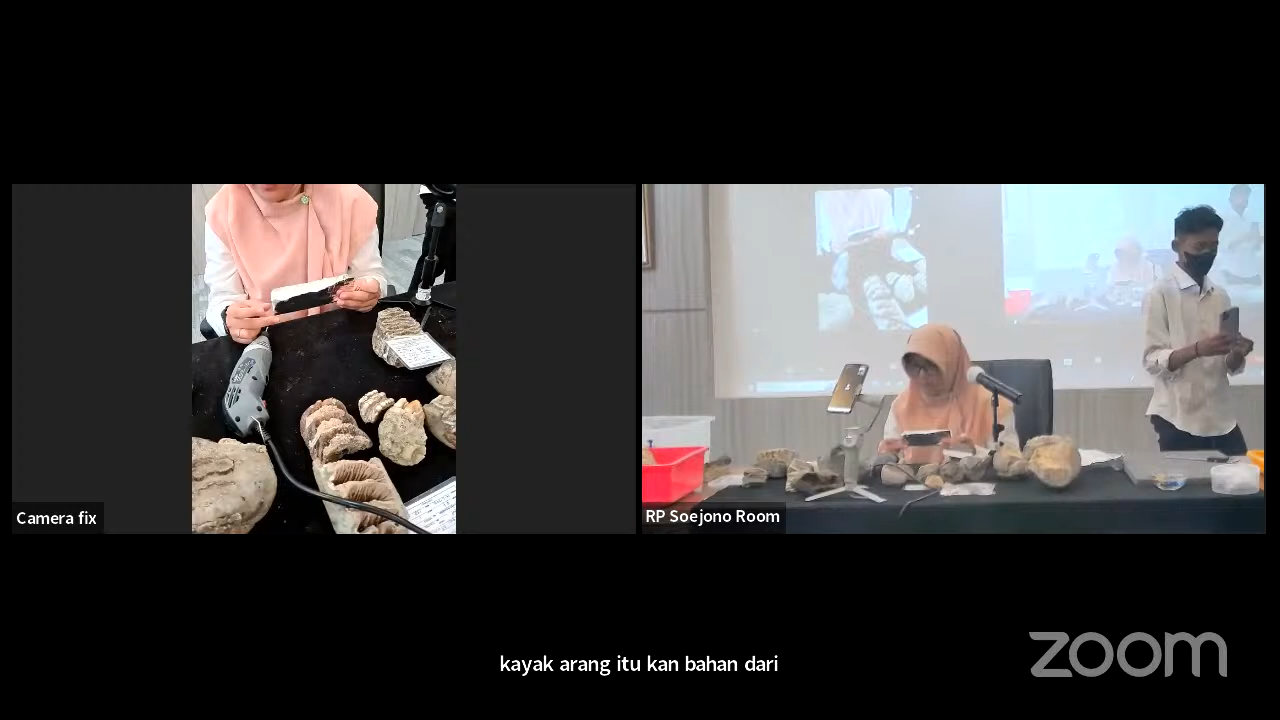 Camera fix
RP Soejono Room
kayak arang itu kan bahan dari
zoom